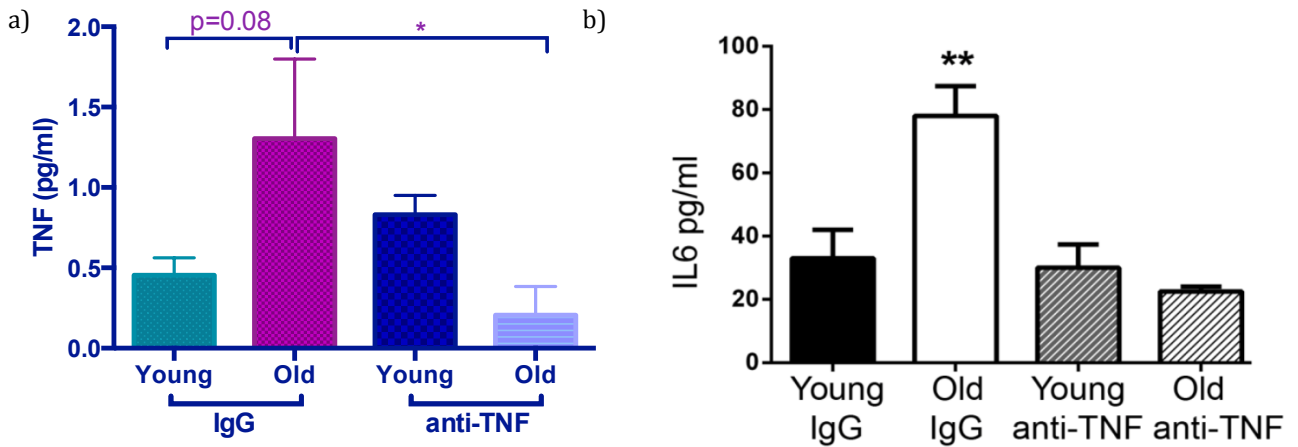 a)
p=0.08
*
TNF (pg/ml)
2.0
1.5
1.0
0.5
0.0
Young Old Young Old
IgG anti-TNF
b)
**
IL6 pg/ml
100
80
60
40
20
0
Young Old Young Old
IgG IgG anti-TNF anti-TNF